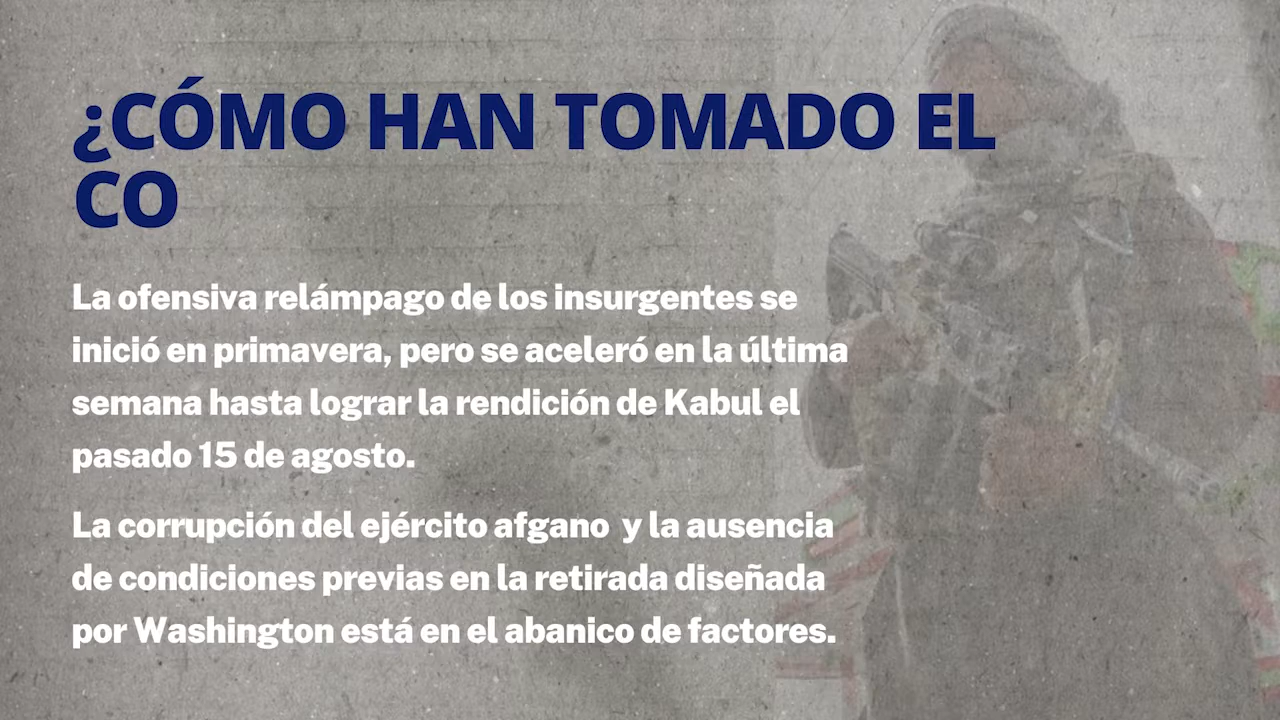 ¿CÓMO HAN TOMADO EL
CO
La ofensiva relámpago de los insurgentes se
inició en primavera, pero se aceleró en la última
semana hasta lograr la rendición de Kabul el
pasado 15 de agosto.
La corrupción del ejército afgano  y la ausencia
de condiciones previas en la retirada diseñada
por Washington está en el abanico de factores.